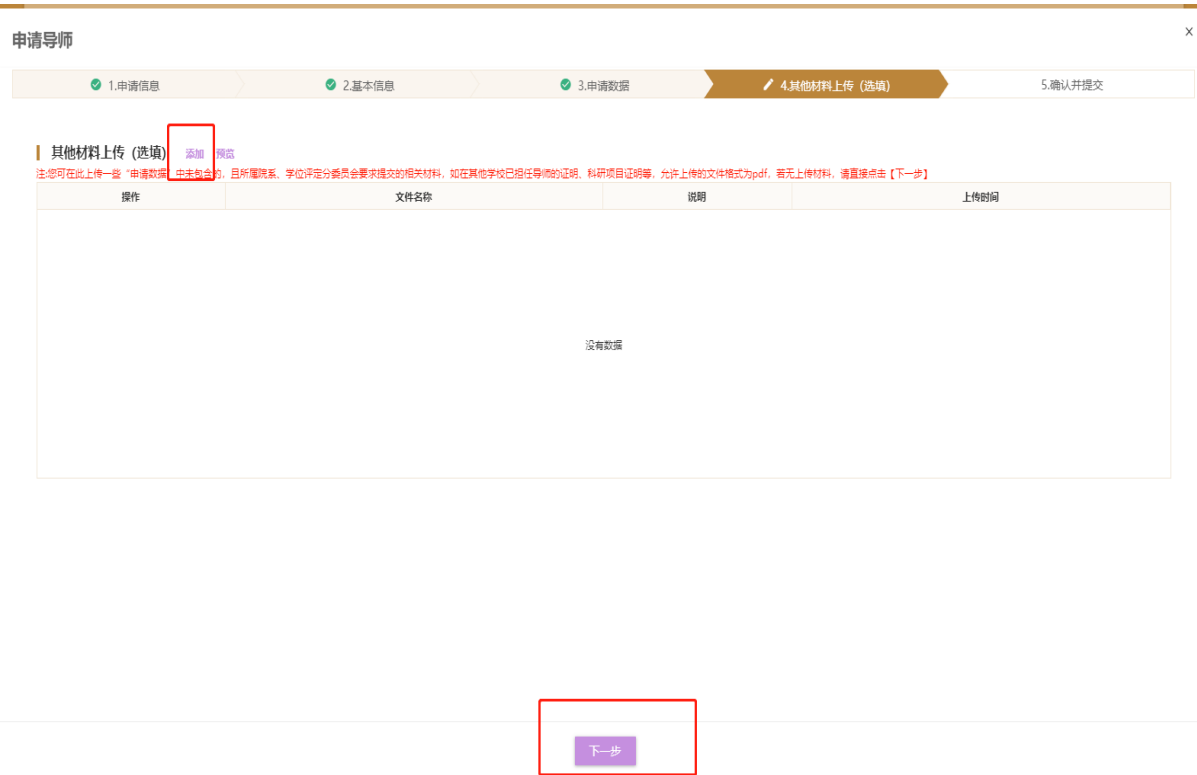 x
申请导师
1.申请信息 2.基本信息 3.申请数据 4.其他材料上传（选填） 5.确认并提交
其他材料上传（选填） 添加 预览
注:您可在此上传一些“申请数据”中未包含的，且所属院系、学位评定分委员会要求提交的相关材料，如在其他学校已担任导师的证明、科研项目证明等，允许上传的文件格式为pdf，若无上传材料，请直接点击【下一步】
操作 文件名称 说明 上传时间
没有数据
下一步